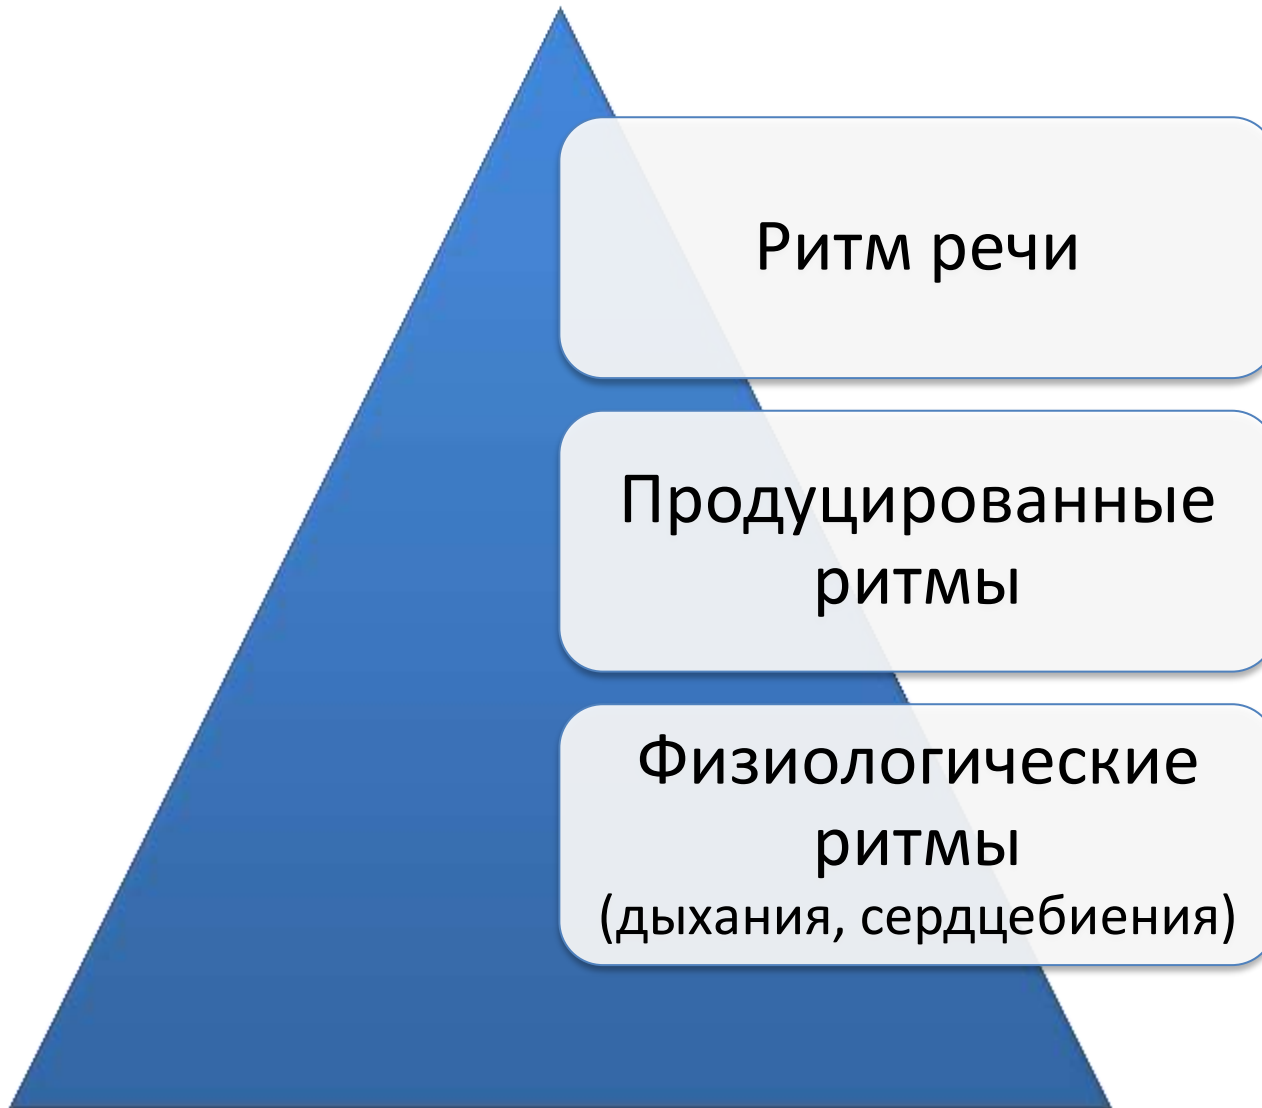 Ритм речи
Продуцированные
ритмы
Физиологические
ритмы
(дыхания, сердцебиения)